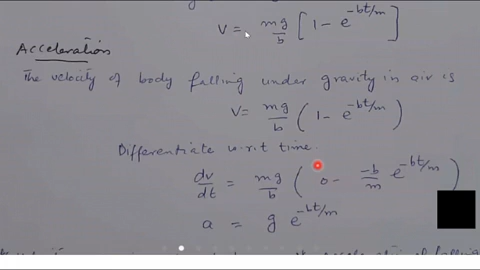 V = mg/b [1 - e^{-bt/m}]
Acceleration
The velocity of body falling under gravity in air is
V = mg/b (1 - e^{-bt/m})
Differentiate w.r.t time.
dv/dt = mg/b (0 - -b/m e^{-bt/m})
a = g e^{-bt/m}